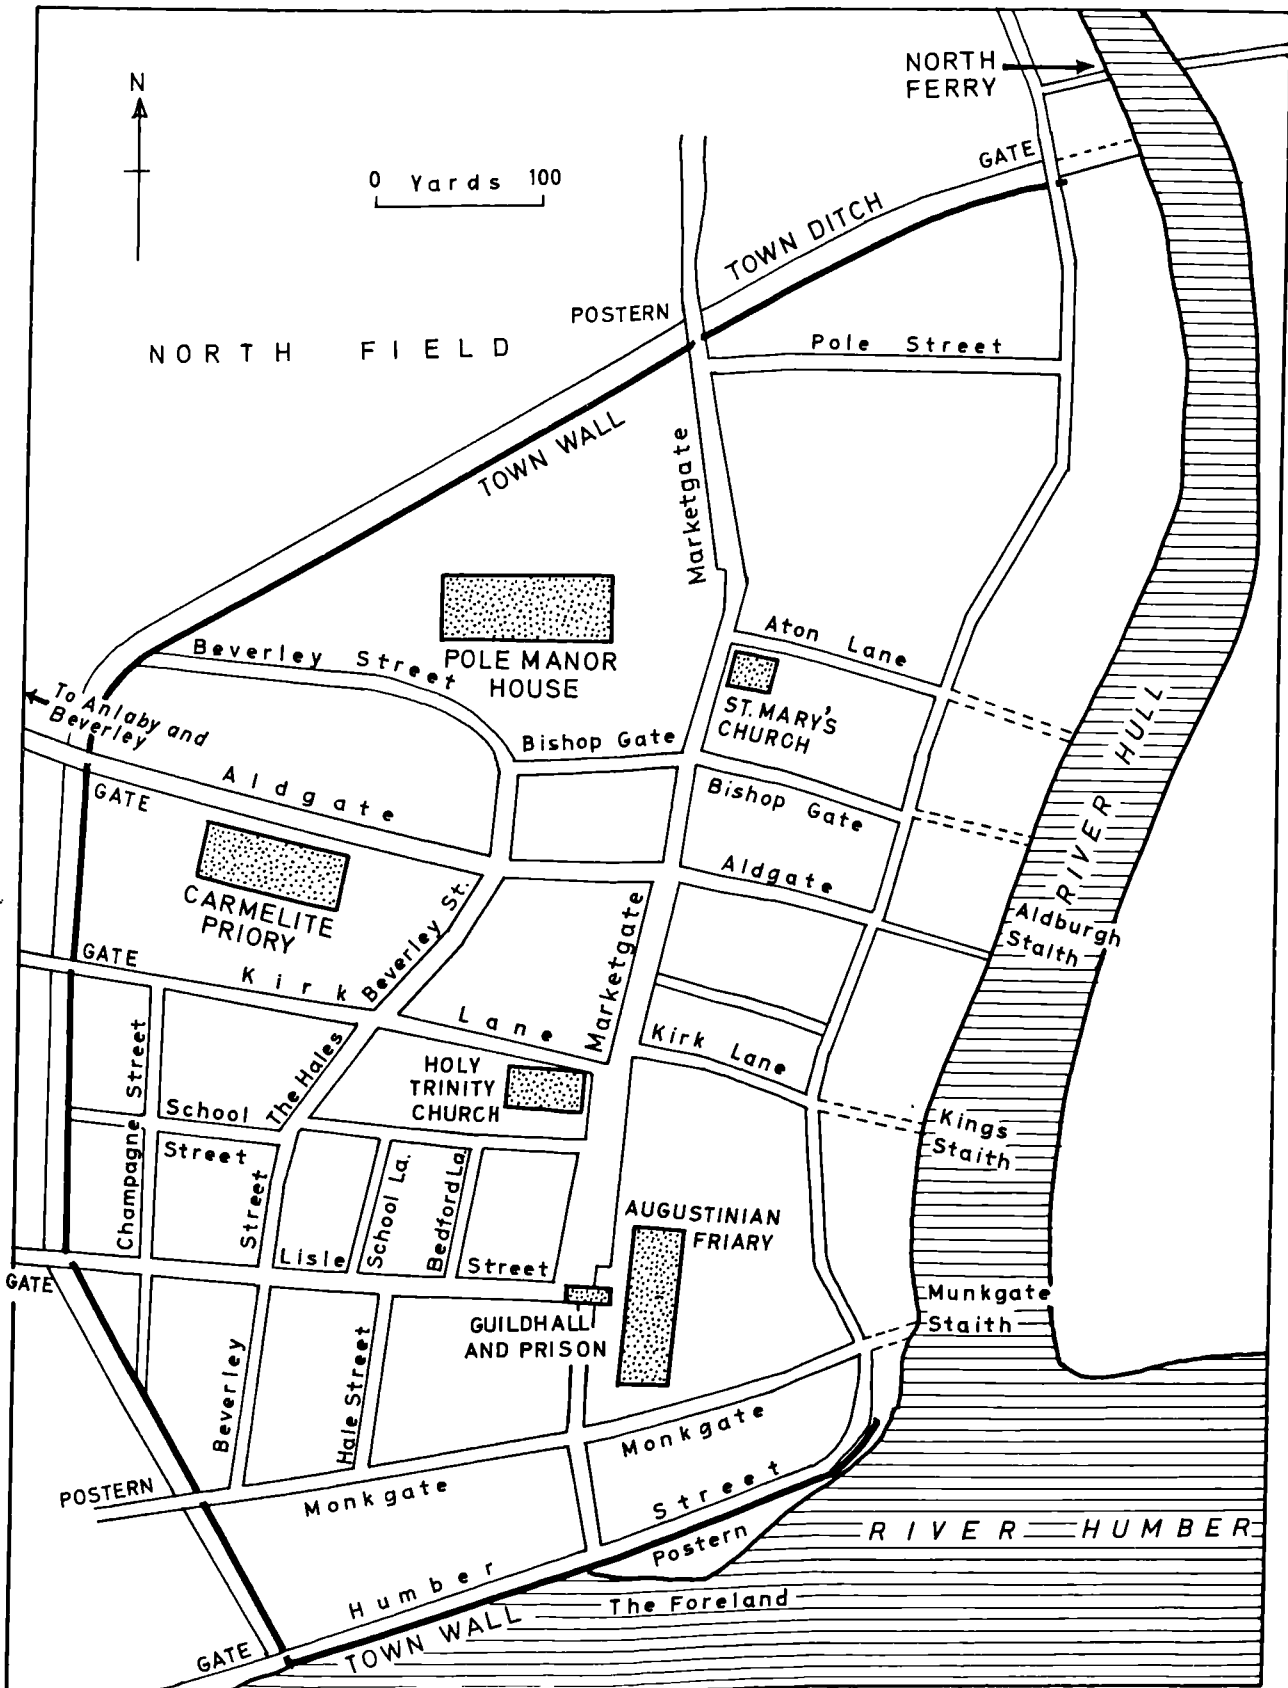 NORTH
FERRY
N
0 Yards 100
GATE
TOWN DITCH
POSTERN
NORTH FIELD
Pole Street
TOWN WALL
Marketgate
Beverley Street
POLE MANOR
HOUSE
Aton Lane
ST. MARY'S
CHURCH
To Anlaby and
Beverley
Bishop Gate
RIVER HULL
Aldgate
GATE
Bishop Gate
Aldgate
CARMELITE
PRIORY
Beverley St.
Marketgate
Aldburgh
Staith
GATE
Kirk
Lane
Kirk Lane
Champagne Street
The Hales
HOLY
TRINITY
CHURCH
School
Street
Kings
Staith
Street
School La.
Bedford La.
AUGUSTINIAN
FRIARY
Lisle
Street
GATE
Munkgate
Staith
GUILDHALL
AND PRISON
Beverley
Hale Street
Monkgate
POSTERN
Monkgate
Street
Postern
RIVER HUMBER
Humber
The Foreland
GATE
TOWN WALL